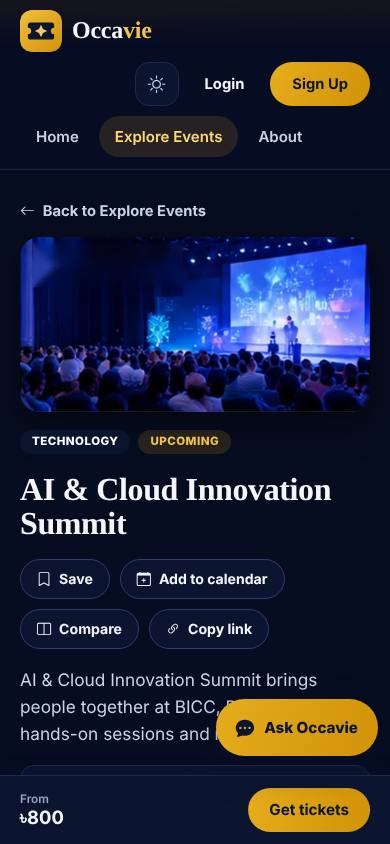 Occavie
Login
Sign Up
Home
Explore Events
About
Back to Explore Events
TECHNOLOGY
UPCOMING
AI & Cloud Innovation
Summit
Save
Add to calendar
Compare
Copy link
AI & Cloud Innovation Summit brings
people together at BICC,
hands-on sessions and
Ask Occavie
From
৳800
Get tickets